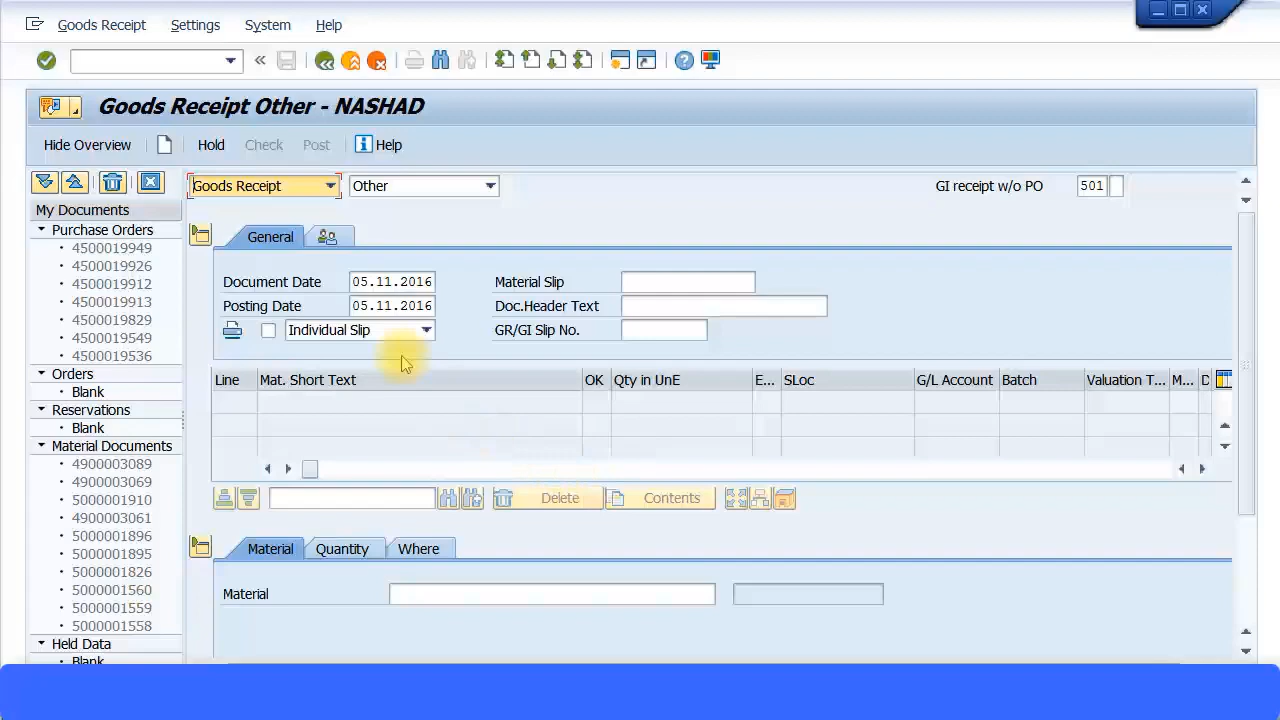 Goods Receipt Settings System Help
Goods Receipt Other - NASHAD
Hide Overview Hold Check Post Help
Goods Receipt Other GI receipt w/o PO 501
My Documents
Purchase Orders
4500019949
4500019926
4500019912
4500019913
4500019829
4500019549
4500019536
Orders
Blank
Reservations
Blank
Material Documents
4900003089
4900003069
5000001910
4900003061
5000001896
5000001895
5000001826
5000001560
5000001559
5000001558
Held Data
Blank
General
Document Date 05.11.2016 Material Slip
Posting Date 05.11.2016 Doc.Header Text
Individual Slip GR/GI Slip No.
Line Mat. Short Text OK Qty in UnE E... SLoc G/L Account Batch Valuation T... M... D
Delete Contents
Material Quantity Where
Material